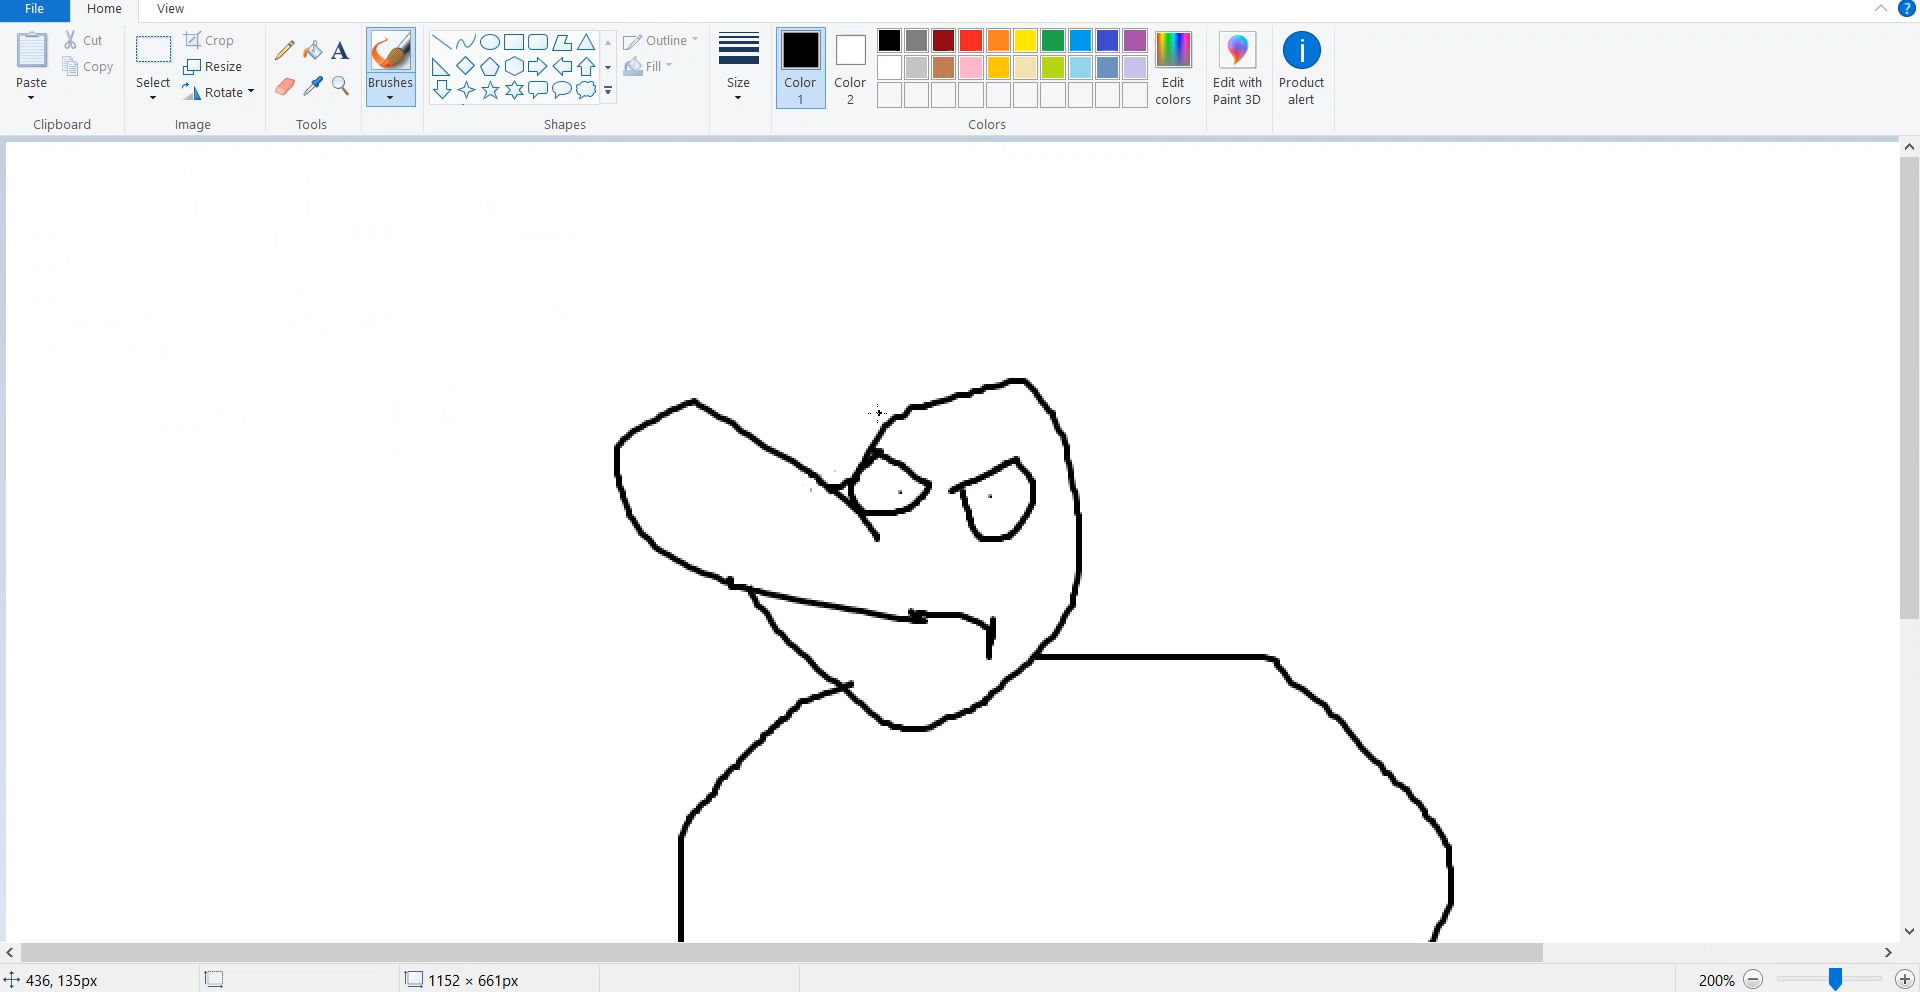 File Home View
Paste Cut Copy Select Crop Resize Rotate A Brushes Outline Fill Size Color 1 Color 2 Edit colors Edit with Paint 3D Product alert
Clipboard Image Tools Shapes Colors
436, 135px 1152 × 661px 200%